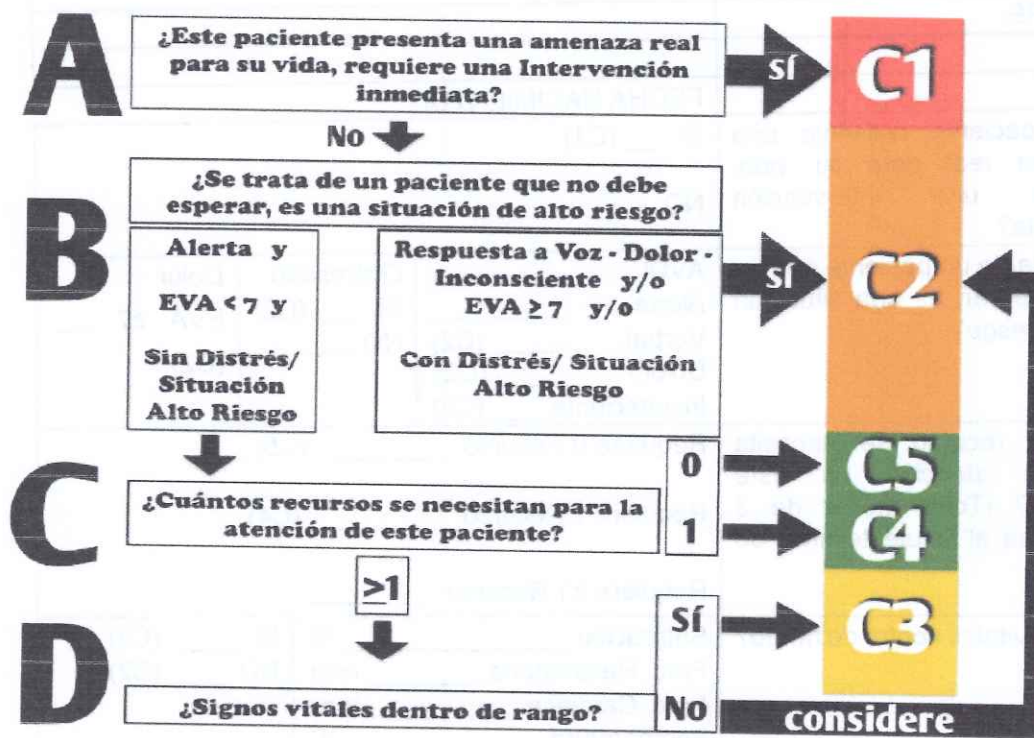 A
¿Este paciente presenta una amenaza real
para su vida, requiere una Intervención
inmediata?
SÍ
C1
No
B
¿Se trata de un paciente que no debe
esperar, es una situación de alto riesgo?
Alerta y
EVA < 7 y
Sin Distrés/
Situación
Alto Riesgo
Respuesta a Voz - Dolor -
Inconsciente y/o
EVA ≥ 7 y/o
Con Distrés/ Situación
Alto Riesgo
SÍ
C2
C
¿Cuántos recursos se necesitan para la
atención de este paciente?
0
C5
1
C4
≥1
D
¿Signos vitales dentro de rango?
SÍ
C3
No
considere